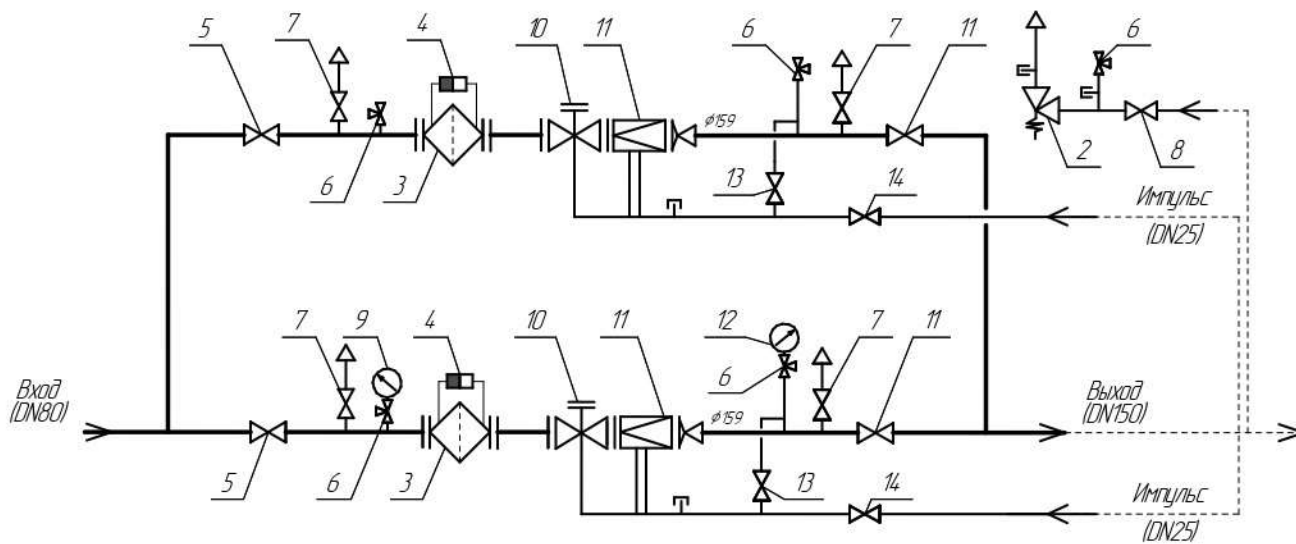 5 7 4 10 11 6 7 11 6
ø159
6 3 13 14 2 8
Импульс
(DN25)
7 9 4 10 11 12 7 11
6
Вход
(DN80)
ø159
Выход
(DN150)
5 6 3 13 14
Импульс
(DN25)